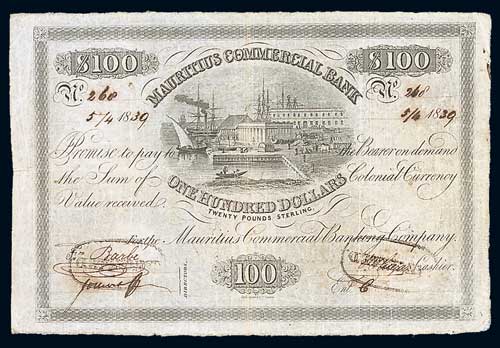 $100 MAURITIUS COMMERCIAL BANK $100
No. 268 No. 268
5/4 1839 5/4 1839
I Promise to pay to the Bearer on demand
the Sum of ONE HUNDRED DOLLARS Colonial Currency
Value received. TWENTY POUNDS STERLING.
For the Mauritius Commercial Banking Company.
Barbé Cashier.
DIRECTORS.
100
Entd.